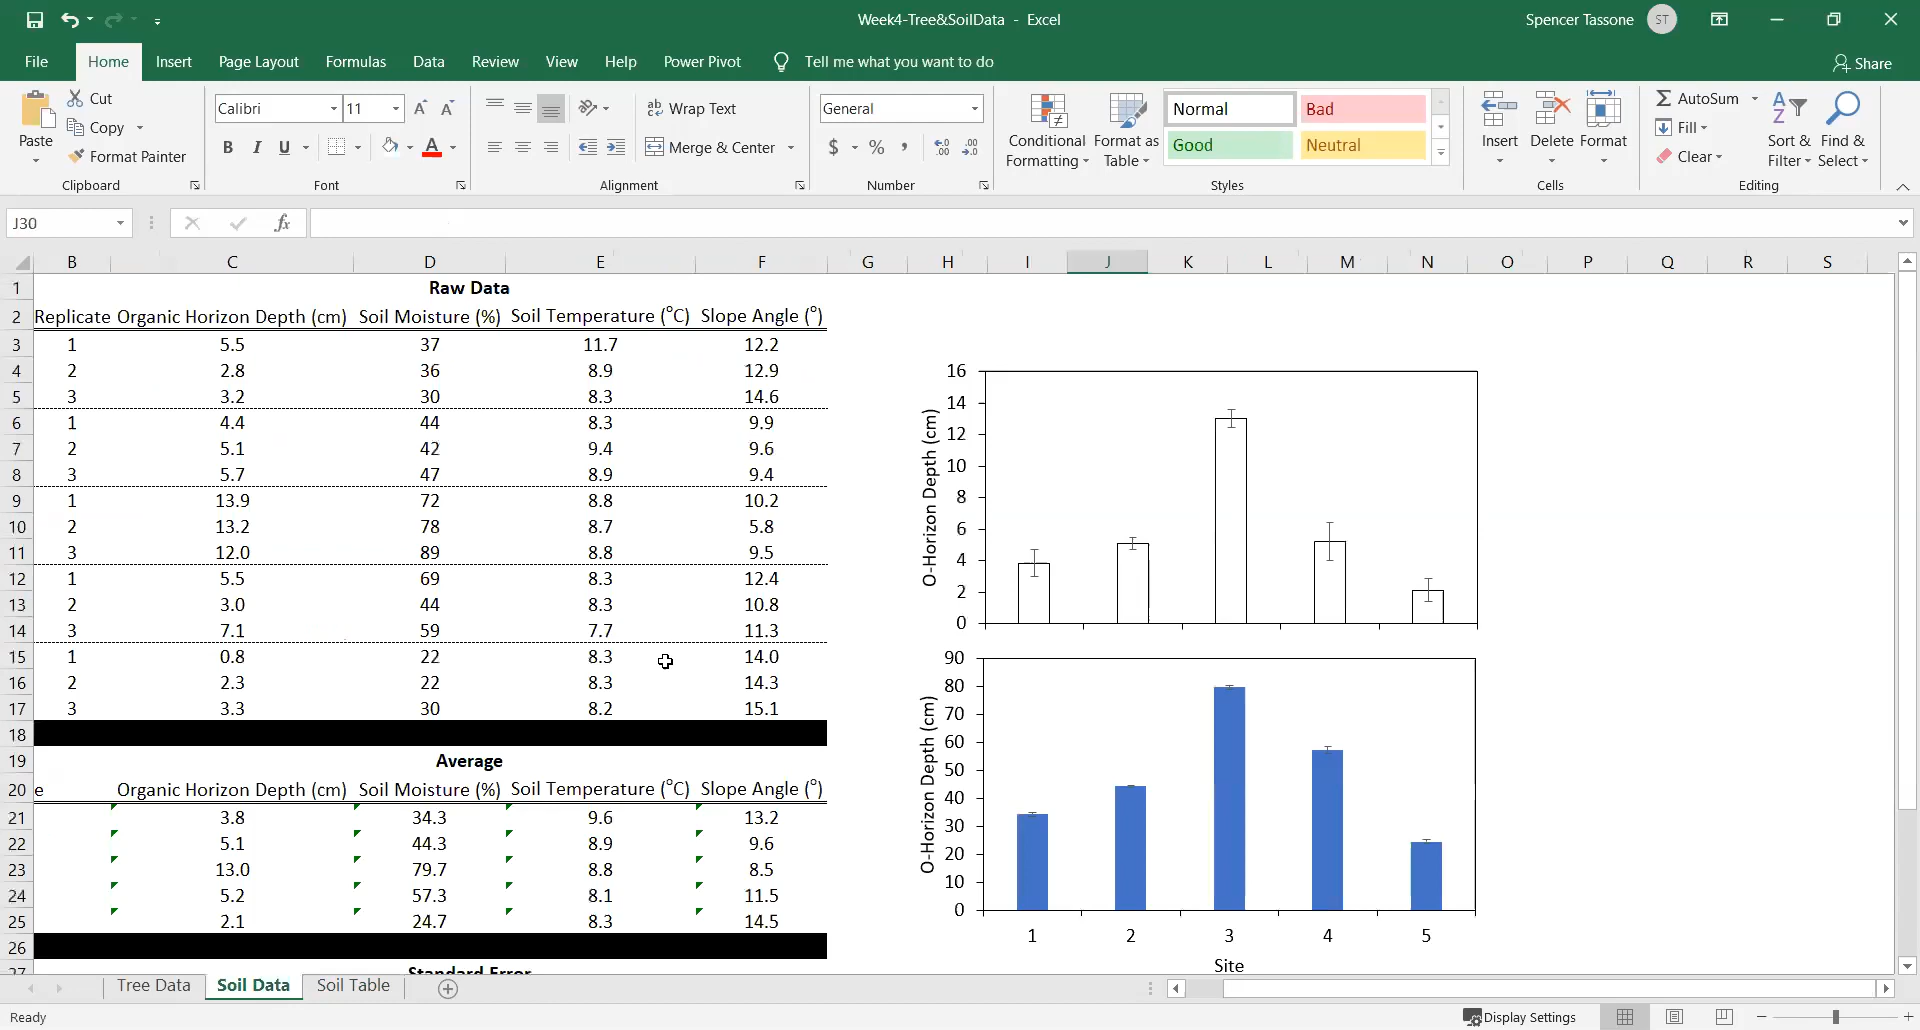 Week4-Tree&SoilData - Excel
Spencer Tassone ST
File Home Insert Page Layout Formulas Data Review View Help Power Pivot Tell me what you want to do Share
Paste
Cut
Copy
Format Painter
Clipboard
Calibri 11
B I U
Font
Wrap Text
Merge & Center
Alignment
General
$ % ,
Number
Conditional Formatting
Format as Table
Normal Bad
Good Neutral
Styles
Insert Delete Format
Cells
AutoSum
Fill
Clear
Sort & Filter
Find & Select
Editing
J30 fx
B C D E F G H I J K L M N O P Q R S
1 Raw Data
2 Replicate Organic Horizon Depth (cm) Soil Moisture (%) Soil Temperature (°C) Slope Angle (°)
3 1 5.5 37 11.7 12.2
4 2 2.8 36 8.9 12.9
5 3 3.2 30 8.3 14.6
6 1 4.4 44 8.3 9.9
7 2 5.1 42 9.4 9.6
8 3 5.7 47 8.9 9.4
9 1 13.9 72 8.8 10.2
10 2 13.2 78 8.7 5.8
11 3 12.0 89 8.8 9.5
12 1 5.5 69 8.3 12.4
13 2 3.0 44 8.3 10.8
14 3 7.1 59 7.7 11.3
15 1 0.8 22 8.3 14.0
16 2 2.3 22 8.3 14.3
17 3 3.3 30 8.2 15.1
18
19 Average
20 e Organic Horizon Depth (cm) Soil Moisture (%) Soil Temperature (°C) Slope Angle (°)
21 3.8 34.3 9.6 13.2
22 5.1 44.3 8.9 9.6
23 13.0 79.7 8.8 8.5
24 5.2 57.3 8.1 11.5
25 2.1 24.7 8.3 14.5
26
27 Standard Error
O-Horizon Depth (cm)
16
14
12
10
8
6
4
2
0
O-Horizon Depth (cm)
90
80
70
60
50
40
30
20
10
0
1 2 3 4 5
Site
Tree Data Soil Data Soil Table
Ready Display Settings